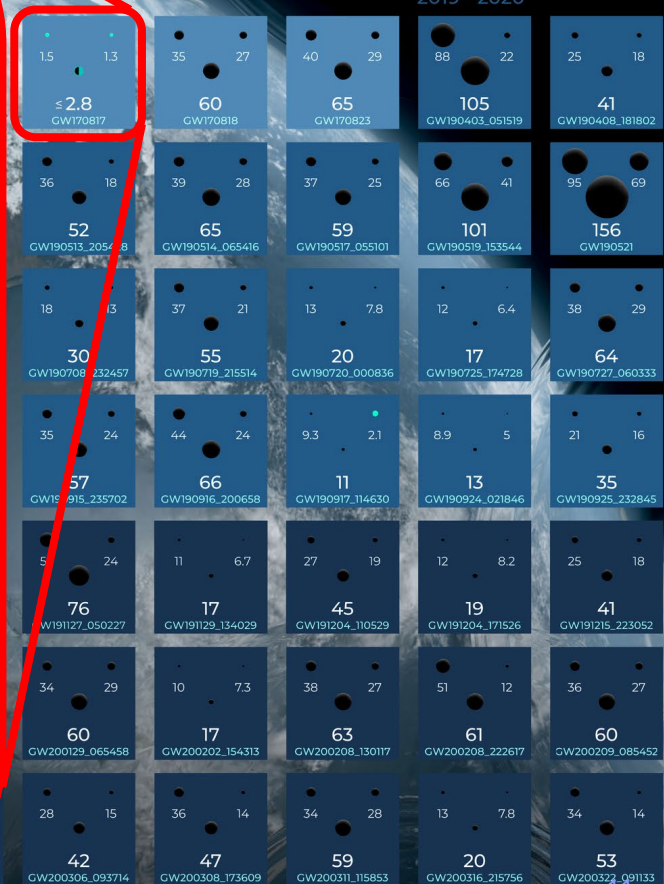 1.5 1.3 35 27 40 29 88 22 25 18
≤ 2.8 60 65 105 41
GW170817 GW170818 GW170823 GW190403_051519 GW190408_181802
36 18 39 28 37 25 66 41 95 69
52 65 59 101 156
GW190514_065416 GW190517_055101 GW190519_153544 GW190521
18 37 21 13 7.8 12 6.4 38 29
30 55 20 17 64
GW190719_215514 GW190720_000836 GW190725_174728 GW190727_060333
35 24 44 24 9.3 2.1 8.9 5 21 16
57 66 11 13 35
GW190916_200658 GW190917_114630 GW190924_021846 GW190925_232845
24 11 6.7 27 19 12 8.2 25 18
76 17 45 19 41
GW191129_134029 GW191204_110529 GW191204_171526 GW191215_223052
34 29 10 7.3 38 27 51 12 36 27
60 17 63 61 60
GW200129_065458 GW200202_154313 GW200208_130117 GW200208_222617 GW200209_085452
28 15 36 14 34 28 13 7.8 34 14
42 47 59 20 53
GW200306_093714 GW200308_173609 GW200311_115853 GW200316_215756 GW200322_091133